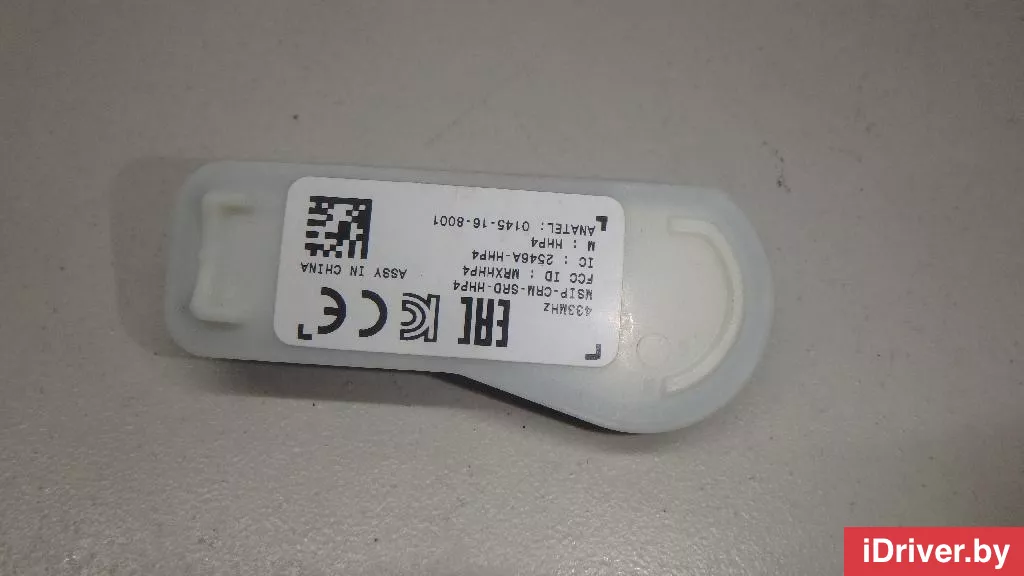 433MHZ
MSIP-CRM-SRD-HHP4
FCC ID : MRXHHP4
IC : 2546A-HHP4
M : HHP4
ANATEL: 0145-16-8001
EAC
CE
ASSY IN CHINA
iDriver.by